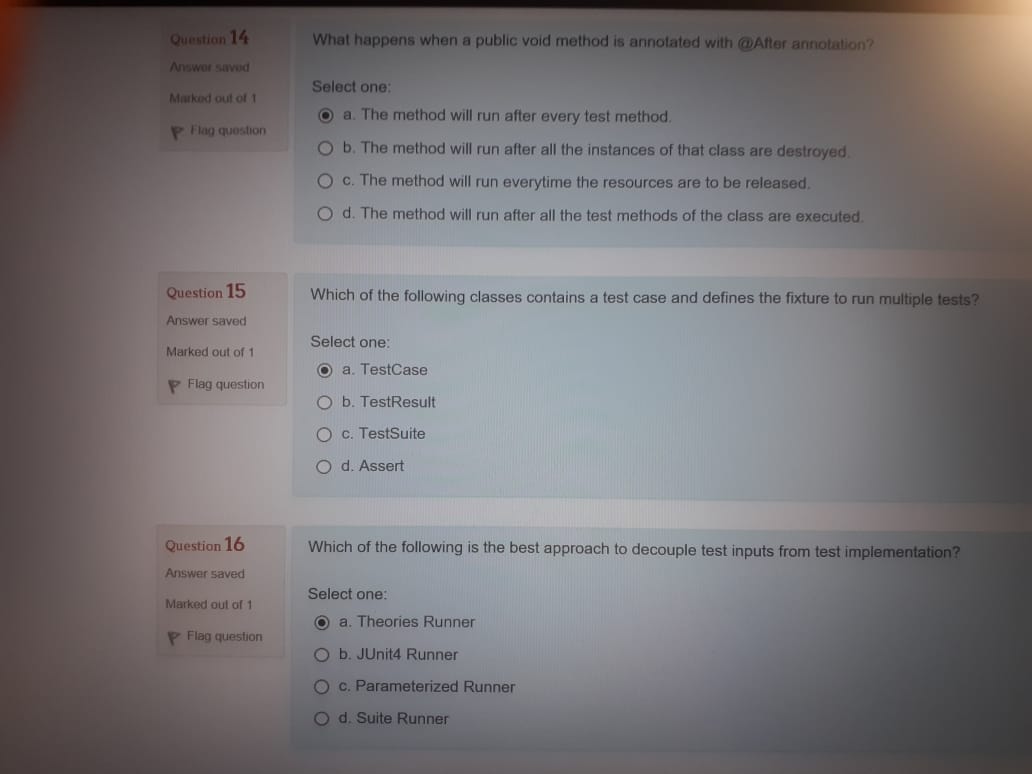 Question 14
Answer saved
Marked out of 1
Flag question
What happens when a public void method is annotated with @After annotation?
Select one:
a. The method will run after every test method.
b. The method will run after all the instances of that class are destroyed.
c. The method will run everytime the resources are to be released.
d. The method will run after all the test methods of the class are executed.
Question 15
Answer saved
Marked out of 1
Flag question
Which of the following classes contains a test case and defines the fixture to run multiple tests?
Select one:
a. TestCase
b. TestResult
c. TestSuite
d. Assert
Question 16
Answer saved
Marked out of 1
Flag question
Which of the following is the best approach to decouple test inputs from test implementation?
Select one:
a. Theories Runner
b. JUnit4 Runner
c. Parameterized Runner
d. Suite Runner